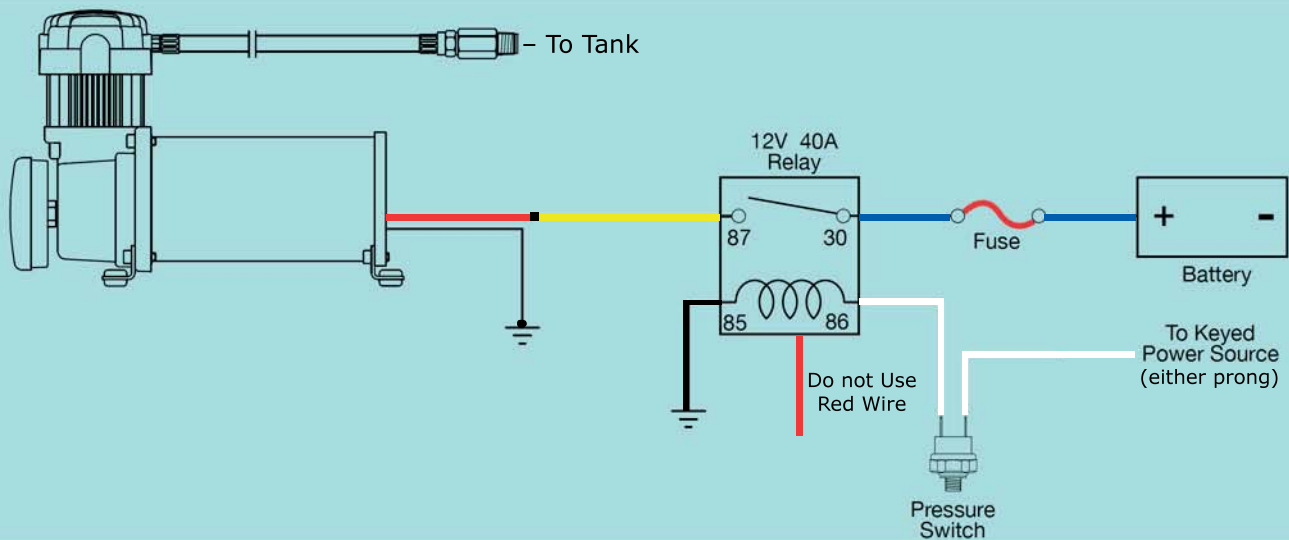 – To Tank
12V 40A
Relay
87
30
Fuse
+ -
Battery
85
86
To Keyed
Power Source
(either prong)
Do not Use
Red Wire
Pressure
Switch